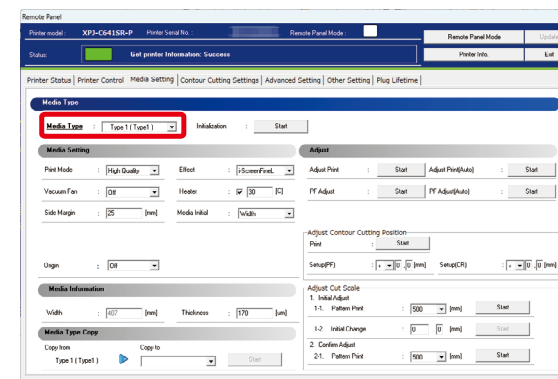 Remote Panel
Printer model : XPJ-C641SR-P Printer Serial No. : Remote Panel Mode : Remote Panel Mode Update
Status: Get printer Information: Success Printer Info. Exit
Printer Status Printer Control Media Setting Contour Cutting Settings Advanced Setting Other Setting Plug Lifetime
Media Type
Media Type : Type 1 ( Type1 ) Initialization : Start
Media Setting Adjust
Print Mode : High Quality Effect : i-ScreenFineL Adjust Print : Start Adjust Print(Auto) : Start
Vacuum Fan : Off Heater : 30 [C] PF Adjust : Start PF Adjust(Auto) : Start
Side Margin : 25 [mm] Media Initial : Width
Adjust Contour Cutting Position
Print : Start
Origin : Off Setup(PF) : + 0 . 0 [mm] Setup(CR) : + 0 . 0 [mm]
Media Information Adjust Cut Scale
1. Initial Adjust
Width : 407 [mm] Thickness : 170 [um] 1-1. Pattern Print : 500 [mm] Start
Media Type Copy 1-2 Initial Change : 0 0 [mm] Start
Copy from Copy to 2. Confirm Adjust
Type 1 ( Type1 ) Start 2-1. Pattern Print : 500 [mm] Start